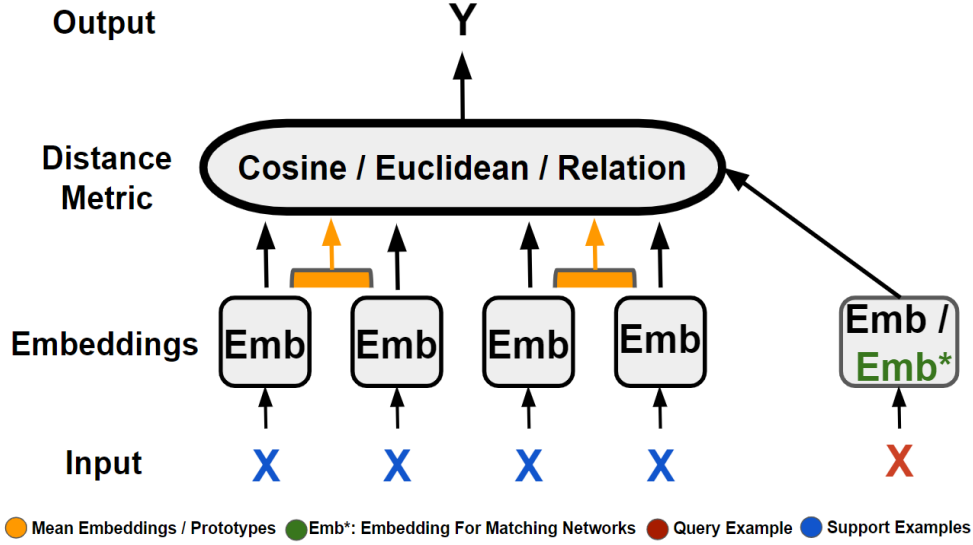 Output
Y
Distance
Metric
Cosine / Euclidean / Relation
Embeddings
Emb
Emb
Emb
Emb
Emb /
Emb*
Input
X
X
X
X
X
Mean Embeddings / Prototypes
Emb*: Embedding For Matching Networks
Query Example
Support Examples